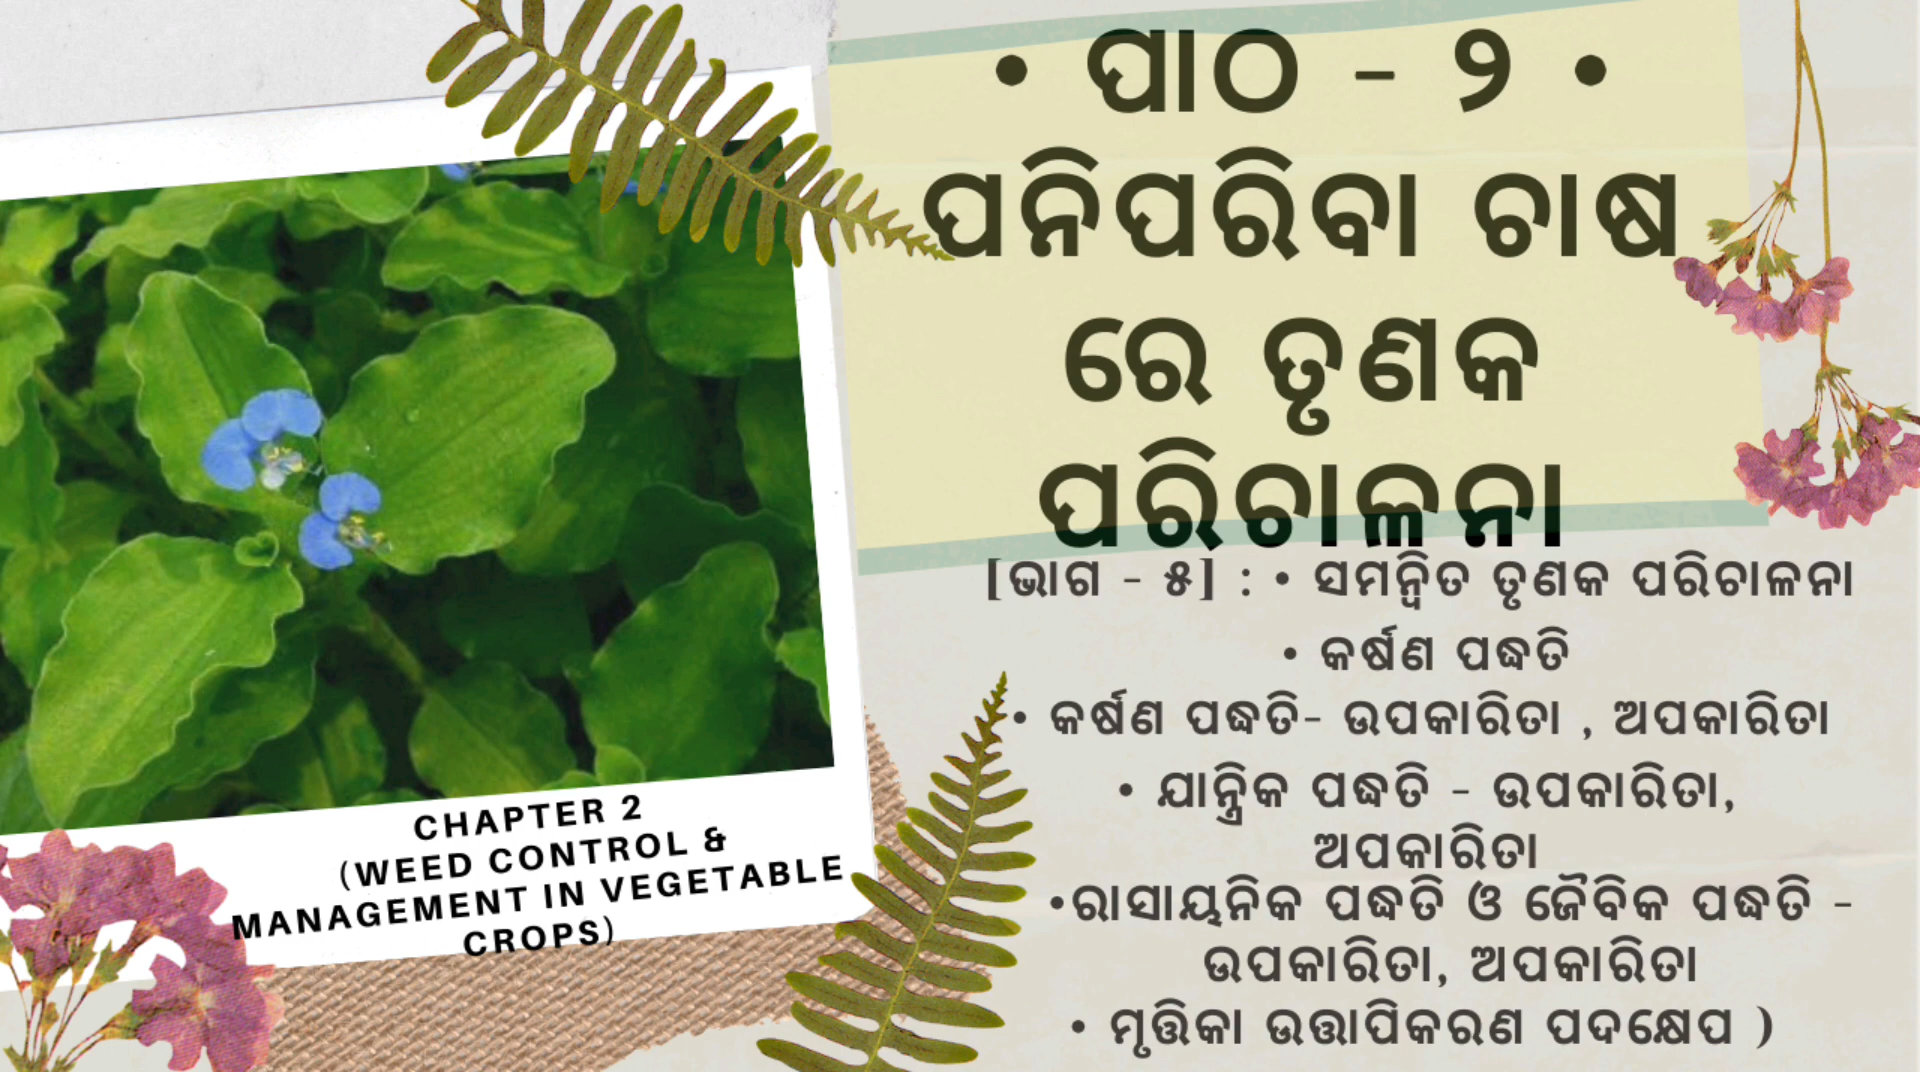 • ପାଠ - ୨ •
ପନିପରିବା ଚାଷ
ରେ ତୃଣକ
ପରିଚାଳନା
[ଭାଗ - ୫] : • ସମନ୍ୱିତ ତୃଣକ ପରିଚାଳନା
• କର୍ଷଣ ପଦ୍ଧତି
• କର୍ଷଣ ପଦ୍ଧତି- ଉପକାରିତା , ଅପକାରିତା
• ଯାନ୍ତ୍ରିକ ପଦ୍ଧତି - ଉପକାରିତା,
ଅପକାରିତା
•ରାସାୟନିକ ପଦ୍ଧତି ଓ ଜୈବିକ ପଦ୍ଧତି -
ଉପକାରିତା, ଅପକାରିତା
• ମୃତ୍ତିକା ଉତ୍ତାପିକରଣ ପଦକ୍ଷେପ )
CHAPTER 2
(WEED CONTROL &
MANAGEMENT IN VEGETABLE
CROPS)